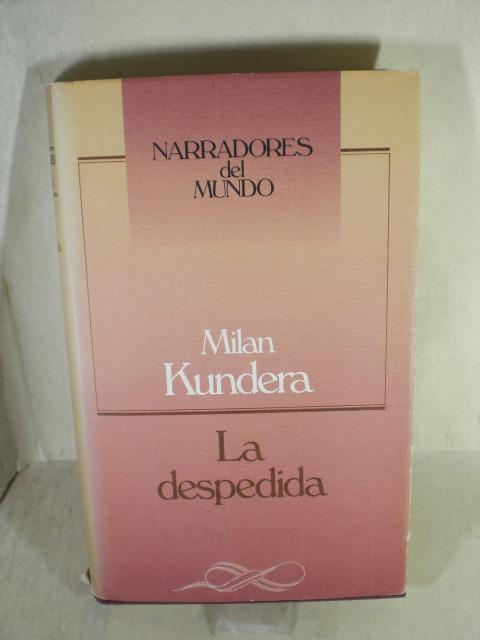 NARRADORES
del
MUNDO
Milan
Kundera
La
despedida